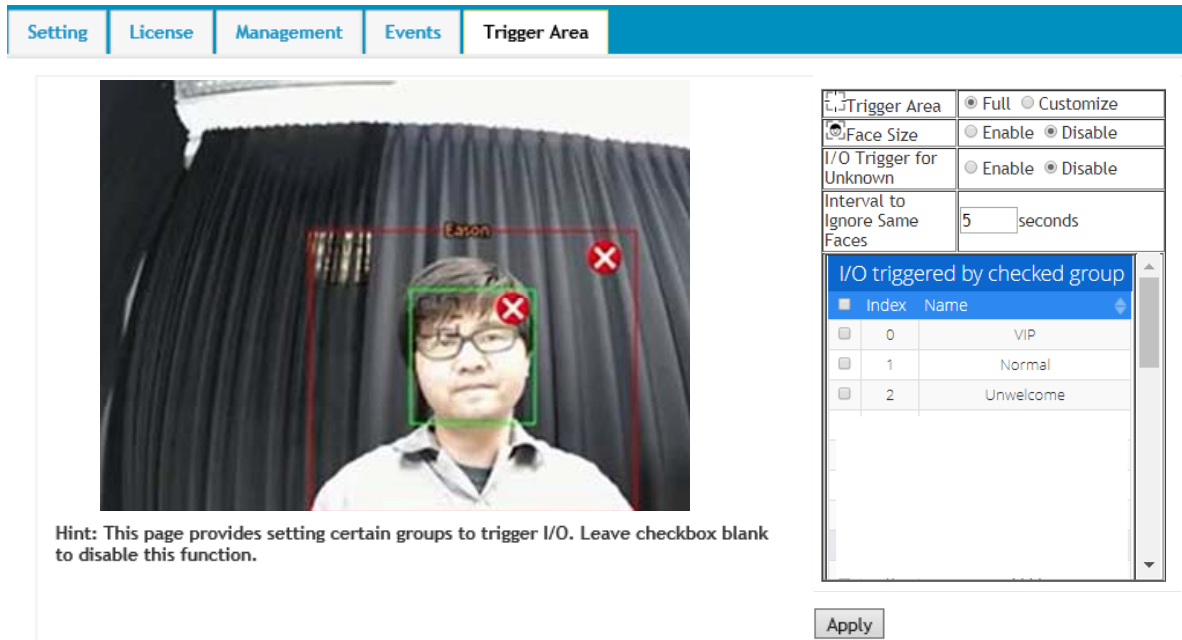 Setting
License
Management
Events
Trigger Area
Eason
Hint: This page provides setting certain groups to trigger I/O. Leave checkbox blank
to disable this function.
Trigger Area
Full
Customize
Face Size
Enable
Disable
I/O Trigger for
Unknown
Enable
Disable
Interval to
Ignore Same
Faces
5
seconds
I/O triggered by checked group
Index
Name
0
VIP
1
Normal
2
Unwelcome
Apply